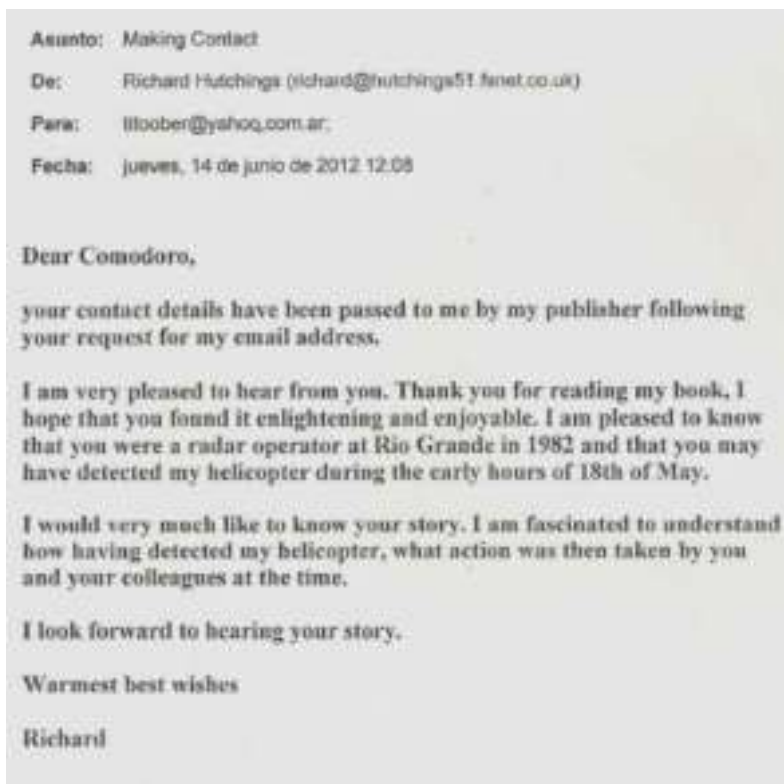 Asunto: Making Contact
De: Richard Hutchings (richard@hutchings51.fsnet.co.uk)
Para:
Fecha: jueves, 14 de junio de 2012 12:08
Dear Comodoro,
your contact details have been passed to me by my publisher following
your request for my email address.
I am very pleased to hear from you. Thank you for reading my book, I
hope that you found it enlightening and enjoyable. I am pleased to know
that you were a radar operator at Rio Grande in 1982 and that you may
have detected my helicopter during the early hours of 18th of May.
I would very much like to know your story. I am fascinated to understand
how having detected my helicopter, what action was then taken by you
and your colleagues at the time.
I look forward to hearing your story.
Warmest best wishes
Richard